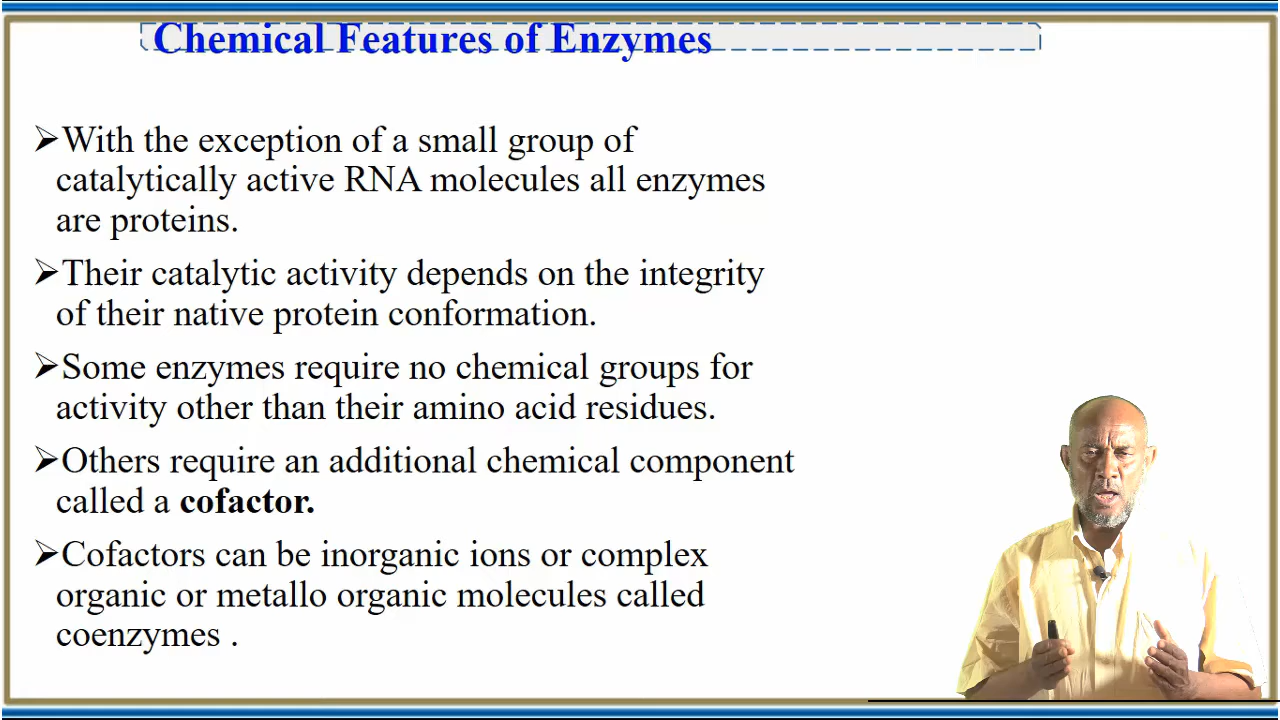 Chemical Features of Enzymes
➢With the exception of a small group of
catalytically active RNA molecules all enzymes
are proteins.
➢Their catalytic activity depends on the integrity
of their native protein conformation.
➢Some enzymes require no chemical groups for
activity other than their amino acid residues.
➢Others require an additional chemical component
called a cofactor.
➢Cofactors can be inorganic ions or complex
organic or metallo organic molecules called
coenzymes .